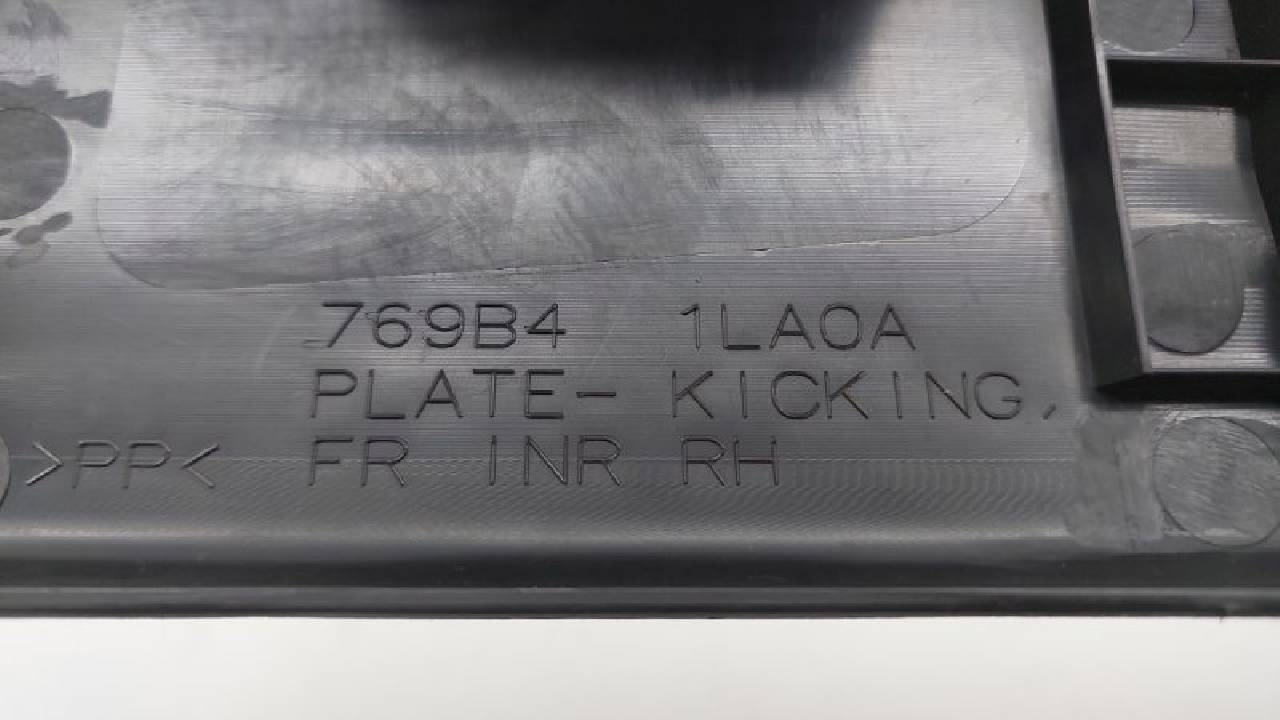 769B4 1LA0A
PLATE- KICKING,
>PP< FR INR RH